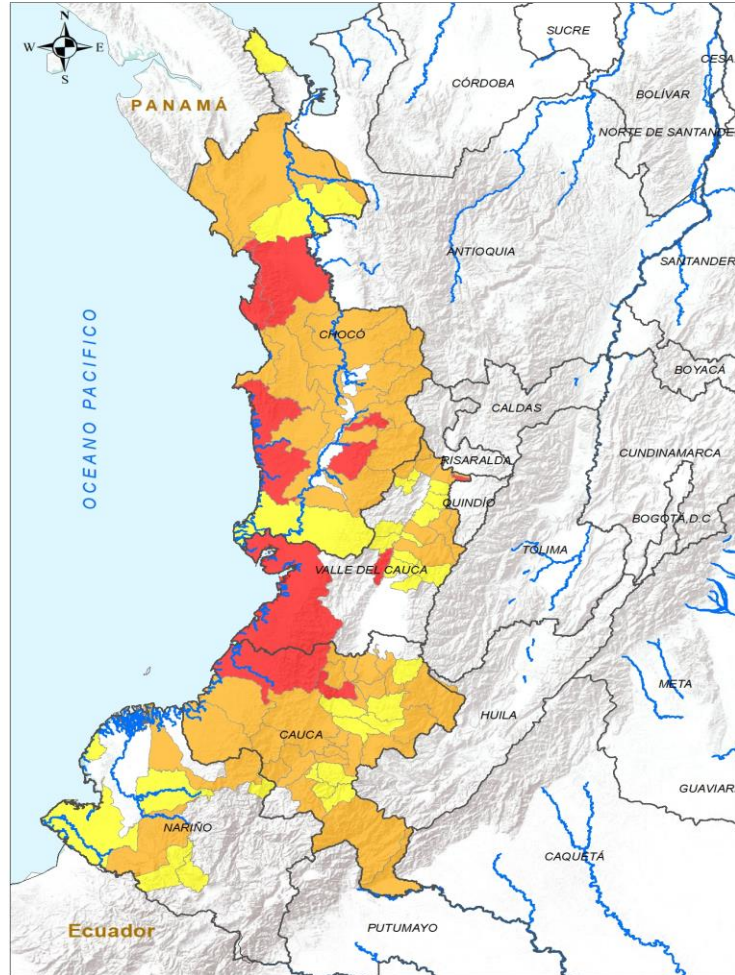 N
W E
S
SUCRE
CESA
CÓRDOBA
BOLÍVAR
PANAMÁ
NORTE DE SANTANDE
ANTIOQUIA
SANTANDER
OCEANO PACIFICO
CHOCÓ
BOYACÁ
CALDAS
CUNDINAMARCA
RISARALDA
QUINDÍO
BOGOTÁ, D.C
TOLIMA
VALLE DEL CAUCA
META
HUILA
CAUCA
GUAVIAR
NARIÑO
CAQUETÁ
PUTUMAYO
Ecuador